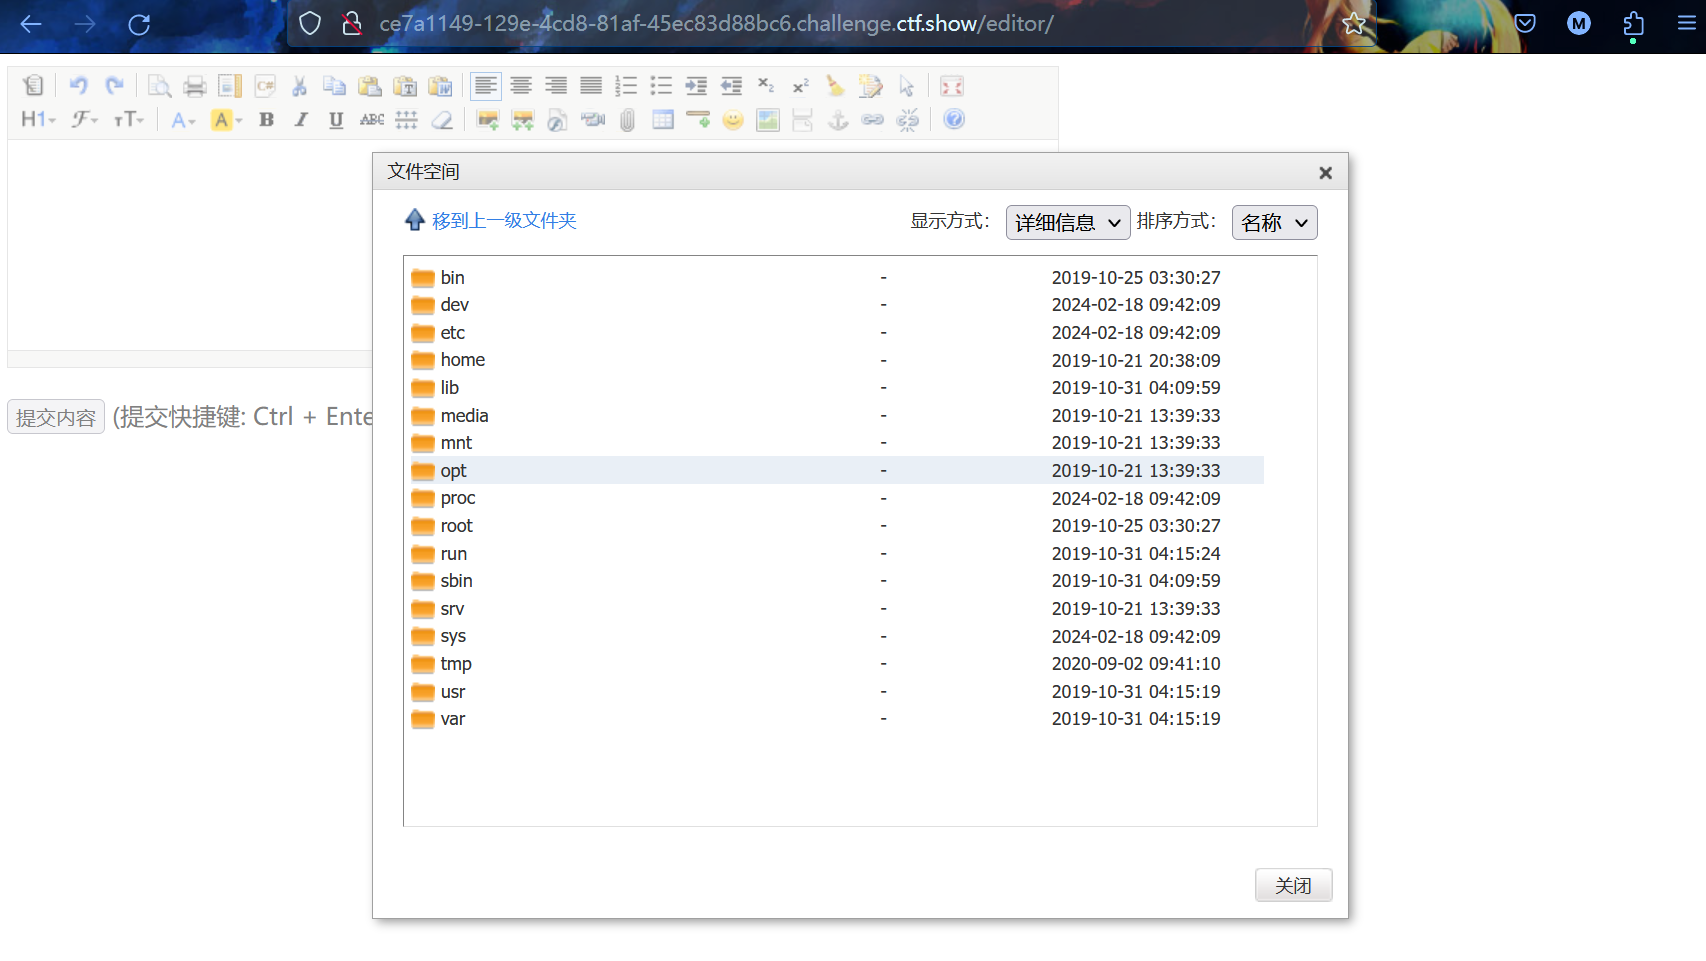 ce7a1149-129e-4cd8-81af-45ec83d88bc6.challenge.ctf.show/editor/
M
C#
T
W
x₂ x²
H1 F тT A A B I U ABC
文件空间
移到上一级文件夹 显示方式： 详细信息 排序方式： 名称
bin - 2019-10-25 03:30:27
dev - 2024-02-18 09:42:09
etc - 2024-02-18 09:42:09
home - 2019-10-21 20:38:09
lib - 2019-10-31 04:09:59
media - 2019-10-21 13:39:33
mnt - 2019-10-21 13:39:33
opt - 2019-10-21 13:39:33
proc - 2024-02-18 09:42:09
root - 2019-10-25 03:30:27
run - 2019-10-31 04:15:24
sbin - 2019-10-31 04:09:59
srv - 2019-10-21 13:39:33
sys - 2024-02-18 09:42:09
tmp - 2020-09-02 09:41:10
usr - 2019-10-31 04:15:19
var - 2019-10-31 04:15:19
提交内容 (提交快捷键: Ctrl + Ente
关闭